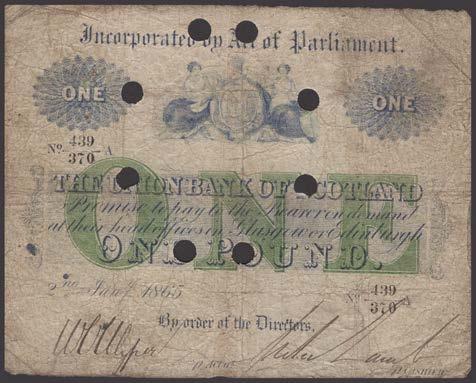 Incorporated by Act of Parliament.
ONE ONE
No. 439
370 A
THE UNION BANK OF SCOTLAND
Promise to pay to the Bearer on demand
at their head offices in Glasgow or Edinburgh
ONE
ONE POUND.
Jany. 1865
No. 439
370 A
By order of the Directors,